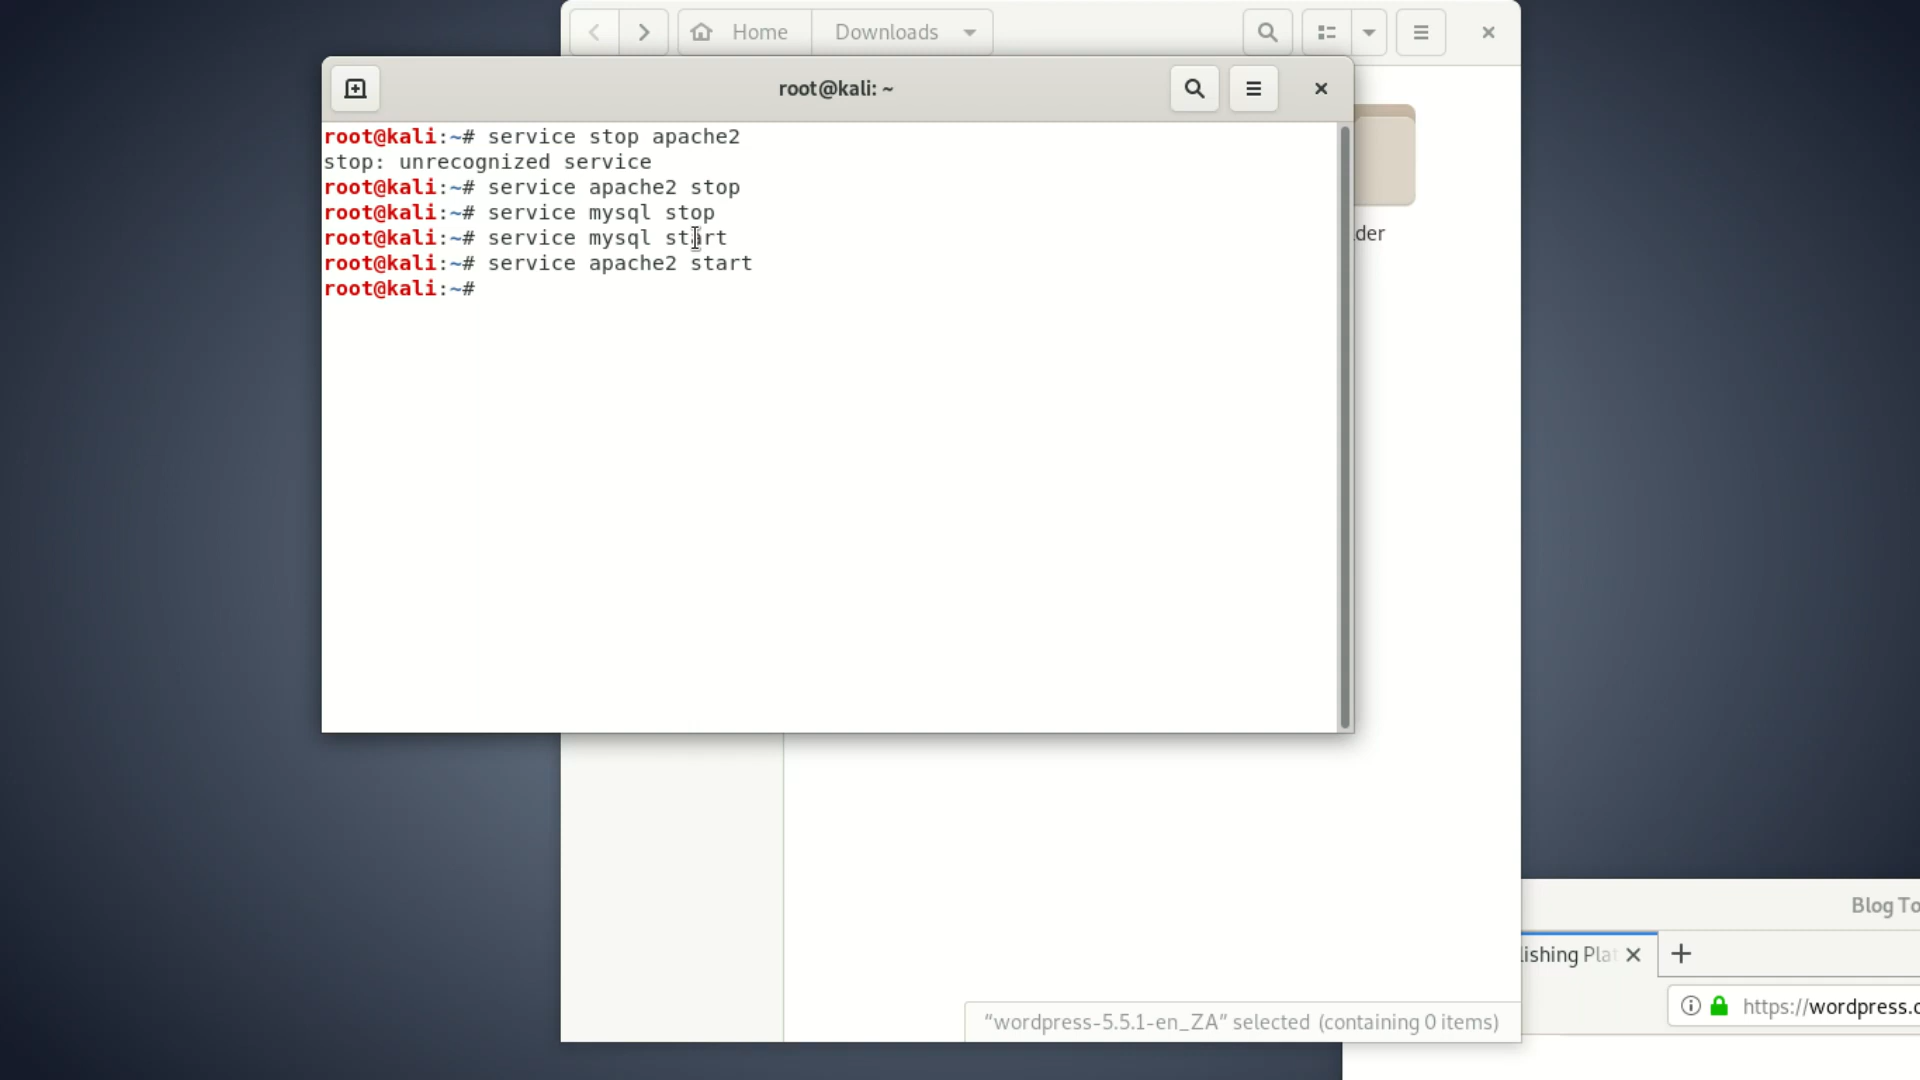 Home
Downloads
root@kali: ~
root@kali:~# service stop apache2
stop: unrecognized service
root@kali:~# service apache2 stop
root@kali:~# service mysql stop
root@kali:~# service mysql start
root@kali:~# service apache2 start
root@kali:~#
der
Blog To
lishing Plat
https://wordpress.o
“wordpress-5.5.1-en_ZA” selected (containing 0 items)